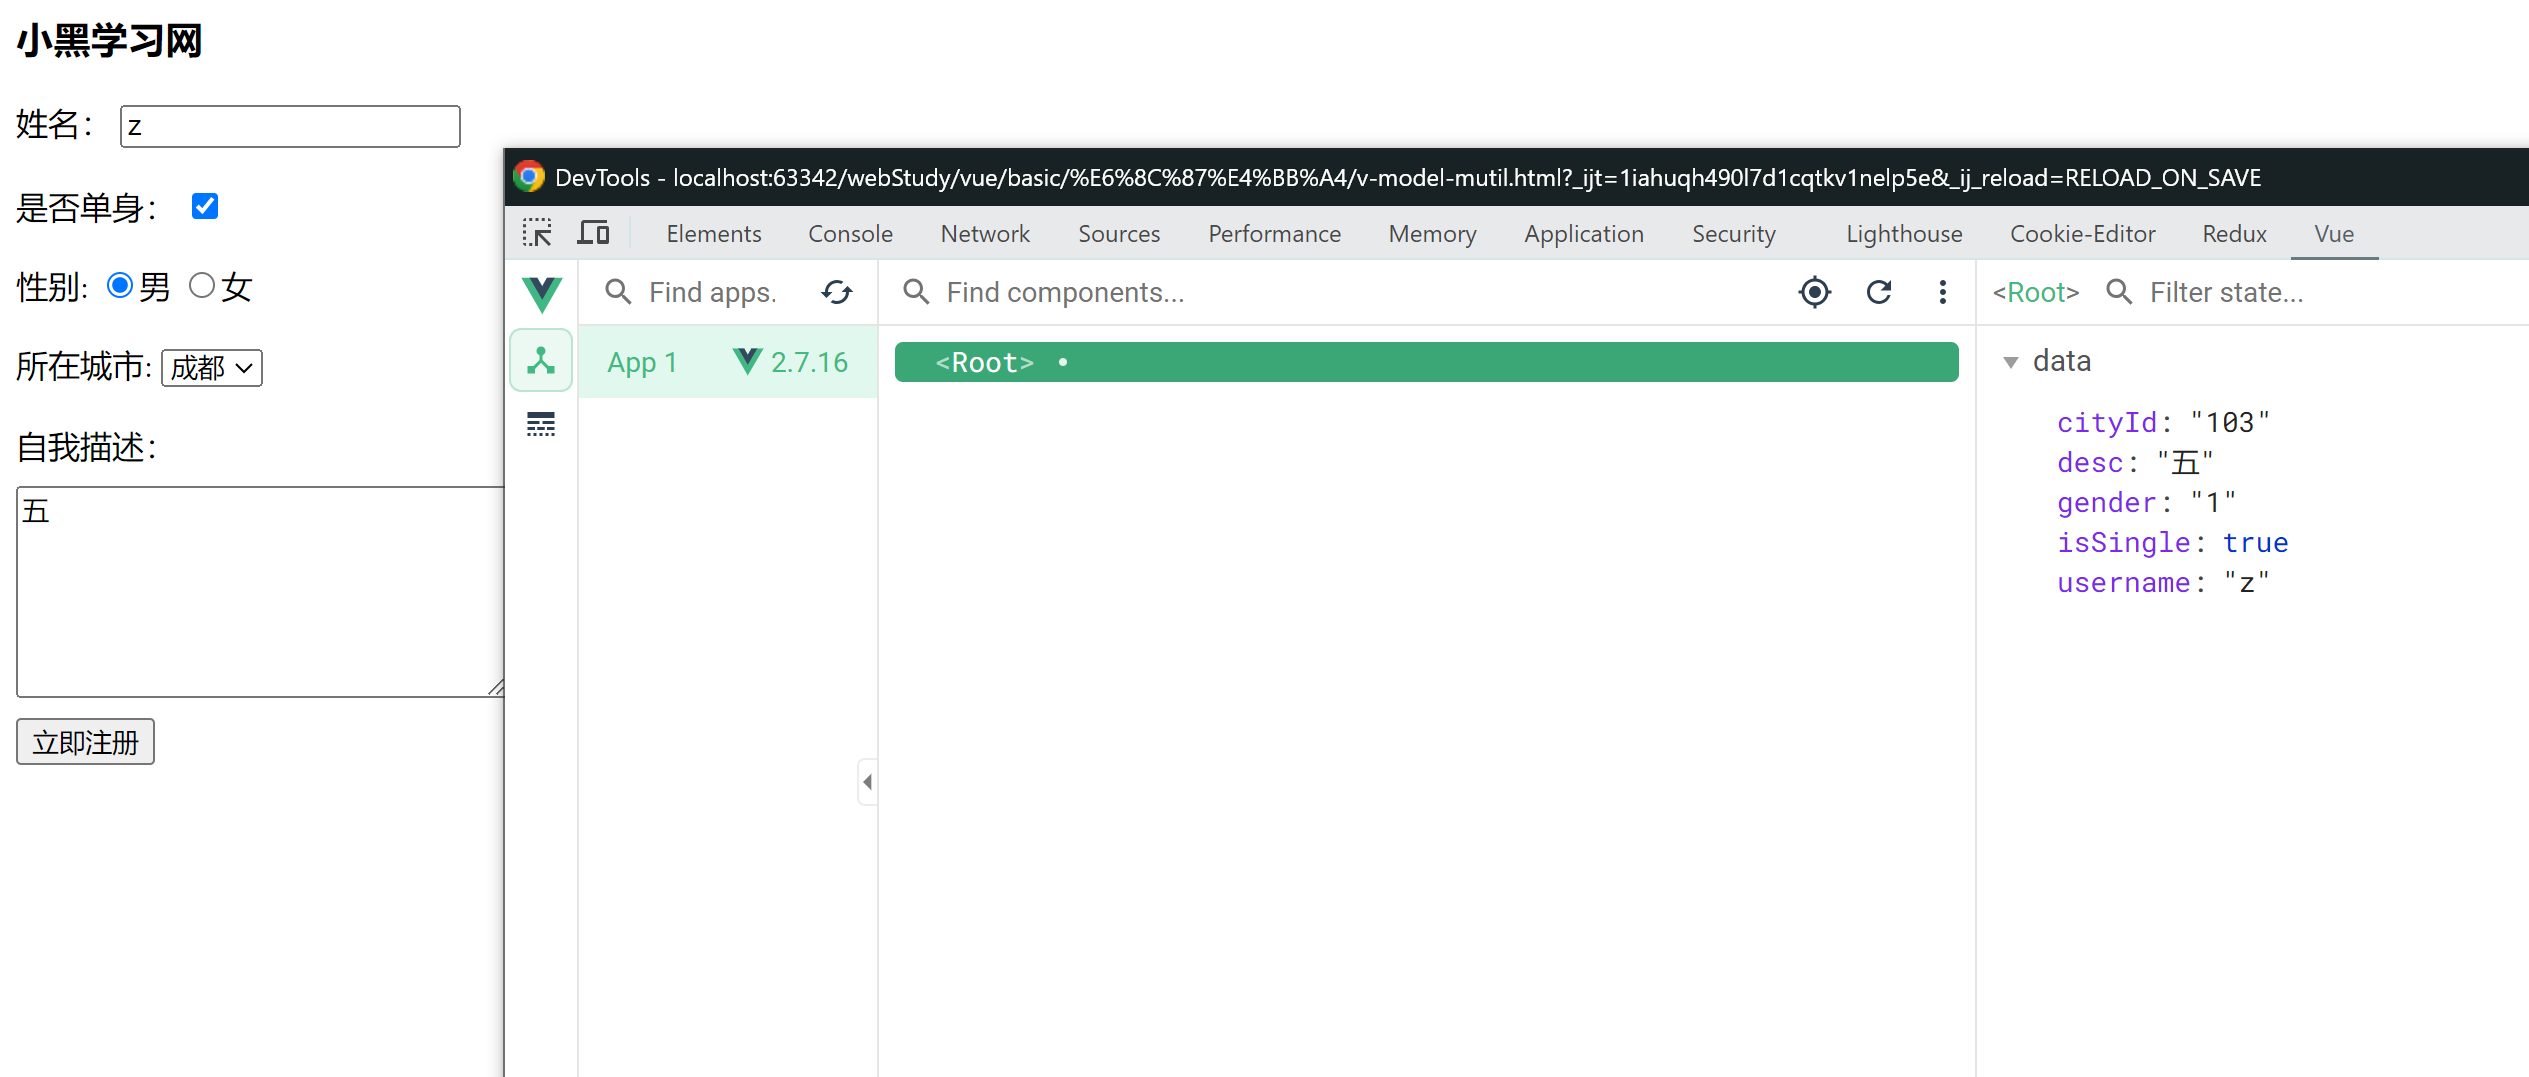 小黑学习网
姓名： z
是否单身：
性别: 男 女
所在城市: 成都
自我描述：
五
立即注册
DevTools - localhost:63342/webStudy/vue/basic/%E6%8C%87%E4%BB%A4/v-model-mutil.html?_ijt=1iahuqh490l7d1cqtkv1nelp5e&_ij_reload=RELOAD_ON_SAVE
Elements Console Network Sources Performance Memory Application Security Lighthouse Cookie-Editor Redux Vue
Find apps. Find components... <Root> Filter state...
App 1 2.7.16 <Root>
data
cityId: "103"
desc: "五"
gender: "1"
isSingle: true
username: "z"